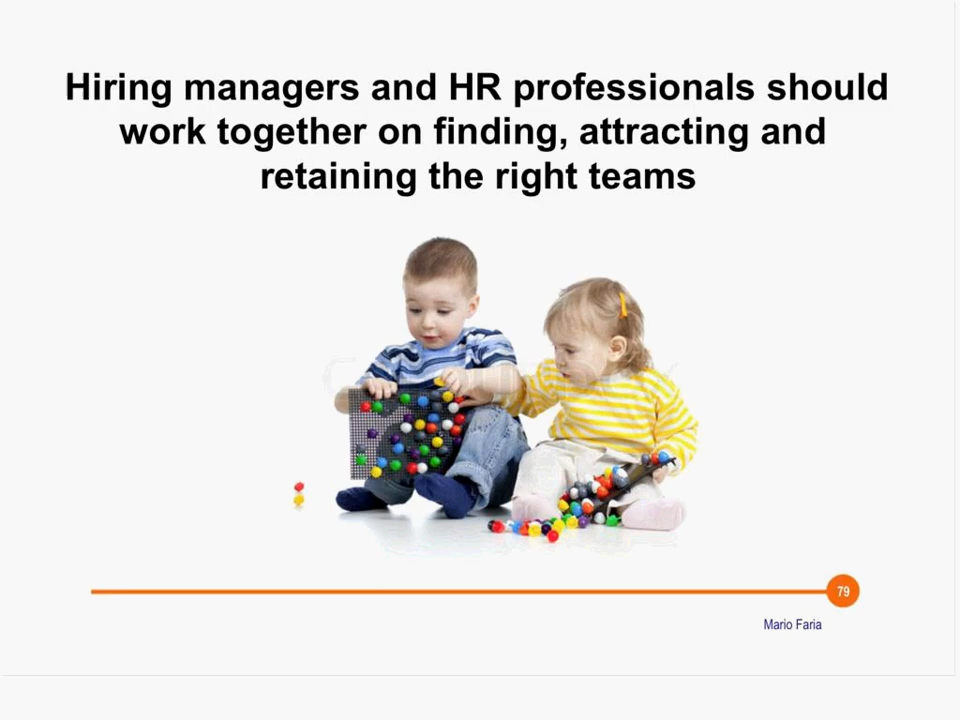 Hiring managers and HR professionals should
work together on finding, attracting and
retaining the right teams
79
Mario Faria